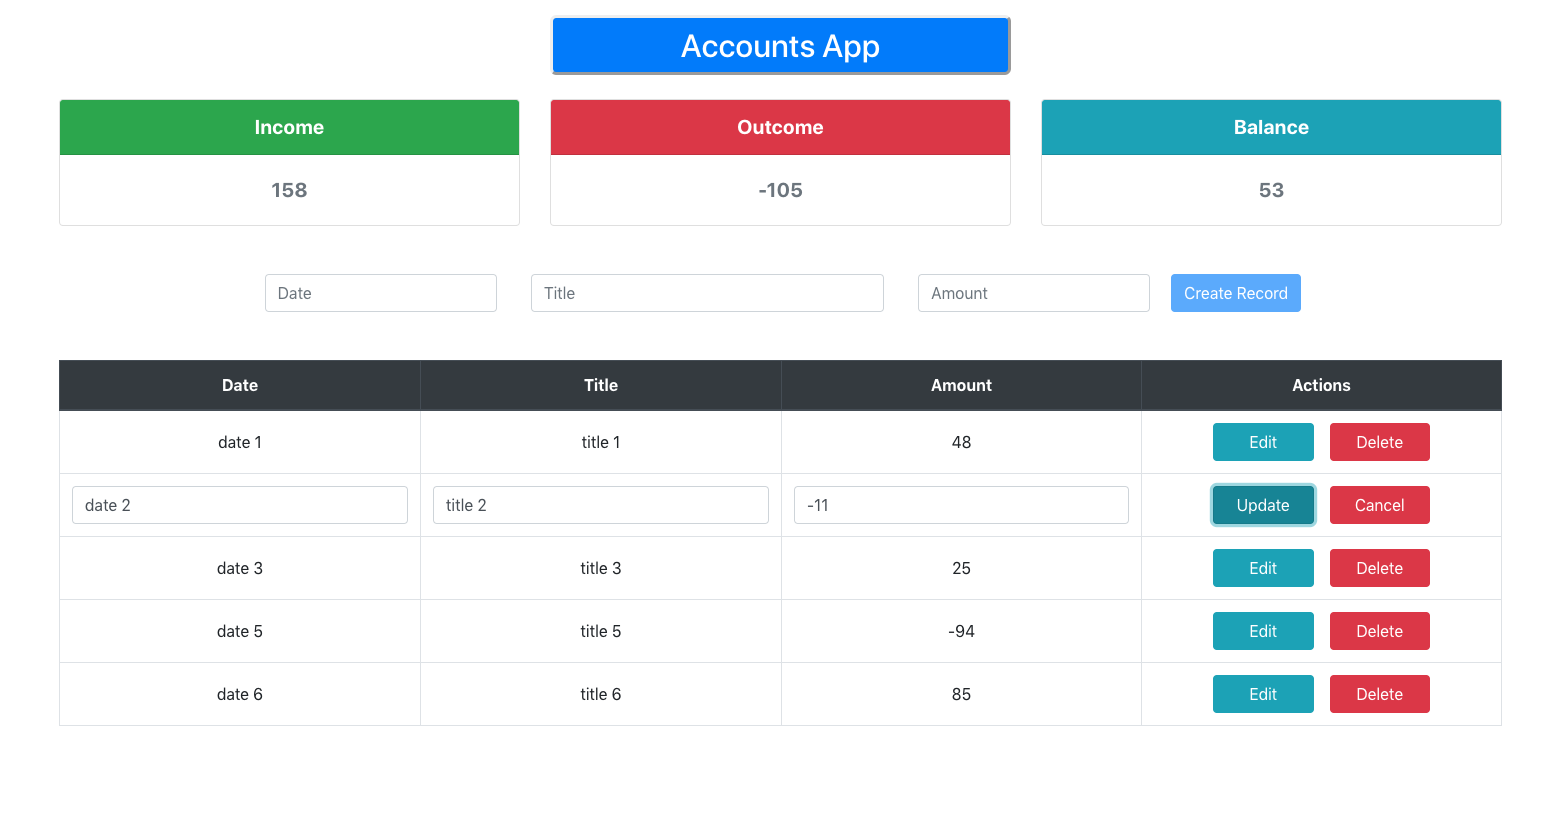 Accounts App
Income Outcome Balance
158 -105 53
Date Title Amount Create Record
Date Title Amount Actions
date 1 title 1 48 Edit Delete
date 2 title 2 -11 Update Cancel
date 3 title 3 25 Edit Delete
date 5 title 5 -94 Edit Delete
date 6 title 6 85 Edit Delete